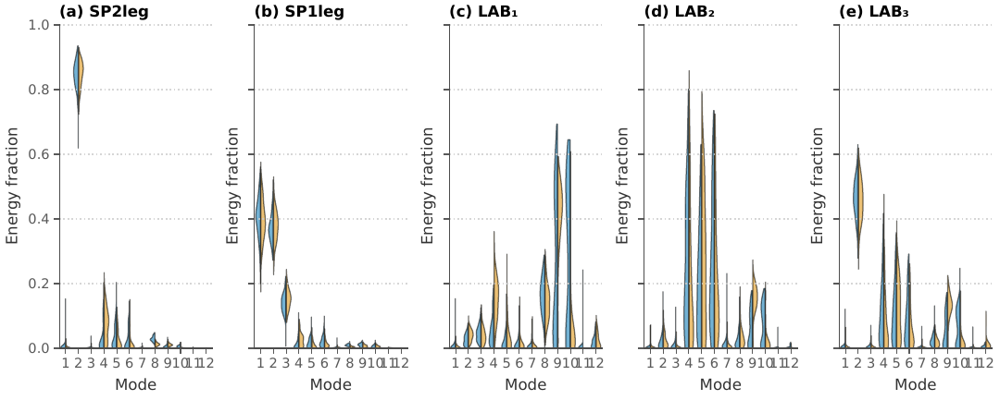 (a) SP2leg (b) SP1leg (c) LAB₁ (d) LAB₂ (e) LAB₃
1.0
0.8
0.6
0.4
0.2
0.0
Energy fraction Energy fraction Energy fraction Energy fraction Energy fraction
1 2 3 4 5 6 7 8 9 10 11 12 1 2 3 4 5 6 7 8 9 10 11 12 1 2 3 4 5 6 7 8 9 10 11 12 1 2 3 4 5 6 7 8 9 10 11 12 1 2 3 4 5 6 7 8 9 10 11 12
Mode Mode Mode Mode Mode